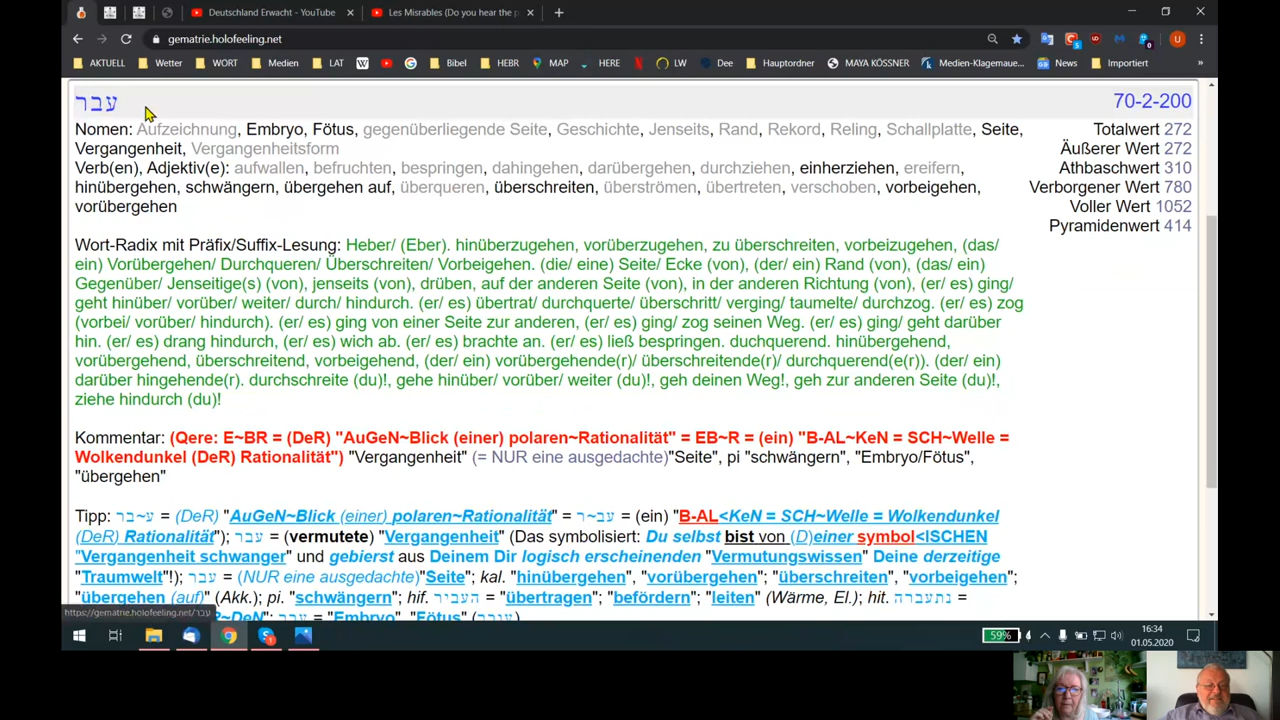 Deutschland Erwacht - YouTube
Les Misrables (Do you hear the p
gematrie.holofeeling.net
AKTUELL Wetter WORT Medien LAT Bibel HEBR MAP HERE LW Dee Hauptordner MAYA KÖSSNER Medien-Klagemaue... News Importiert
עבר 70-2-200
Nomen: Aufzeichnung, Embryo, Fötus, gegenüberliegende Seite, Geschichte, Jenseits, Rand, Rekord, Reling, Schallplatte, Seite,
Vergangenheit, Vergangenheitsform
Verb(en), Adjektiv(e): aufwallen, befruchten, bespringen, dahingehen, darübergehen, durchziehen, einherziehen, ereifern,
hinübergehen, schwängern, übergehen auf, überqueren, überschreiten, überströmen, übertreten, verschoben, vorbeigehen,
vorübergehen
Totalwert 272
Äußerer Wert 272
Athbaschwert 310
Verborgener Wert 780
Voller Wert 1052
Pyramidenwert 414
Wort-Radix mit Präfix/Suffix-Lesung: Heber/ (Eber). hinüberzugehen, vorüberzugehen, zu überschreiten, vorbeizugehen, (das/
ein) Vorübergehen/ Durchqueren/ Überschreiten/ Vorbeigehen. (die/ eine) Seite/ Ecke (von), (der/ ein) Rand (von), (das/ ein)
Gegenüber/ Jenseitige(s) (von), jenseits (von), drüben, auf der anderen Seite (von), in der anderen Richtung (von), (er/ es) ging/
geht hinüber/ vorüber/ weiter/ durch/ hindurch. (er/ es) übertrat/ durchquerte/ überschritt/ verging/ taumelte/ durchzog. (er/ es) zog
(vorbei/ vorüber/ hindurch). (er/ es) ging von einer Seite zur anderen, (er/ es) ging/ zog seinen Weg. (er/ es) ging/ geht darüber
hin. (er/ es) drang hindurch, (er/ es) wich ab. (er/ es) brachte an. (er/ es) ließ bespringen. duchquerend. hinübergehend,
vorübergehend, überschreitend, vorbeigehend, (der/ ein) vorübergehende(r)/ überschreitende(r)/ durchquerend(e(r)). (der/ ein)
darüber hingehende(r). durchschreite (du)!, gehe hinüber/ vorüber/ weiter (du)!, geh deinen Weg!, geh zur anderen Seite (du)!,
ziehe hindurch (du)!
Kommentar: (Qere: E~BR = (DeR) "AuGeN~Blick (einer) polaren~Rationalität" = EB~R = (ein) "B-AL~KeN = SCH~Welle =
Wolkendunkel (DeR) Rationalität") "Vergangenheit" (= NUR eine ausgedachte)"Seite", pi "schwängern", "Embryo/Fötus",
"übergehen"
Tipp: ע~בר = (DeR) "AuGeN~Blick (einer) polaren~Rationalität" = עב~ר = (ein) "B-AL<KeN = SCH~Welle = Wolkendunkel
(DeR) Rationalität"); עבר = (vermutete) "Vergangenheit" (Das symbolisiert: Du selbst bist von (D)einer symbol<ISCHEN
"Vergangenheit schwanger" und gebierst aus Deinem Dir logisch erscheinenden "Vermutungswissen" Deine derzeitige
"Traumwelt"!); עבר = (NUR eine ausgedachte)"Seite"; kal. "hinübergehen", "vorübergehen"; "überschreiten", "vorbeigehen";
"übergehen (auf)" (Akk.); pi. "schwängern"; hif. העביר = "übertragen"; "befördern"; "leiten" (Wärme, El.); hit. נתעברה =
R~DeN"; עבר = "Embryo", "Fötus" (עובר)
https://gematrie.holofeeling.net/עבר
59%
16:34
01.05.2020